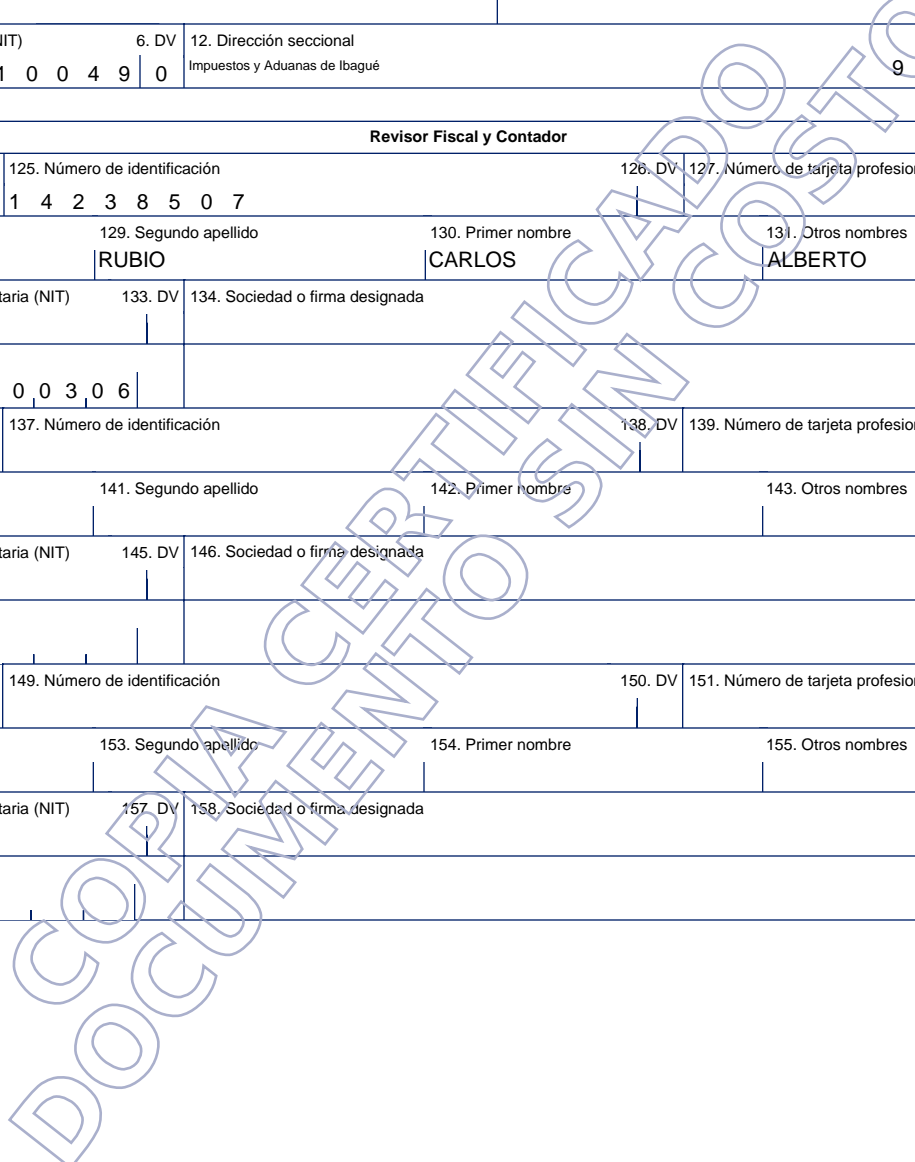 NIT) 6. DV 12. Dirección seccional
1 0 0 4 9 0 Impuestos y Aduanas de Ibagué 9
Revisor Fiscal y Contador
125. Número de identificación 126. DV 127. Número de tarjeta profesion
1 4 2 3 8 5 0 7
129. Segundo apellido 130. Primer nombre 131. Otros nombres
RUBIO CARLOS ALBERTO
taria (NIT) 133. DV 134. Sociedad o firma designada
0 0 3 0 6
137. Número de identificación 138. DV 139. Número de tarjeta profesion
141. Segundo apellido 142. Primer nombre 143. Otros nombres
taria (NIT) 145. DV 146. Sociedad o firma designada
149. Número de identificación 150. DV 151. Número de tarjeta profesion
153. Segundo apellido 154. Primer nombre 155. Otros nombres
taria (NIT) 157. DV 158. Sociedad o firma designada
COPIA CERTIFICADO
DOCUMENTO SIN COSTO